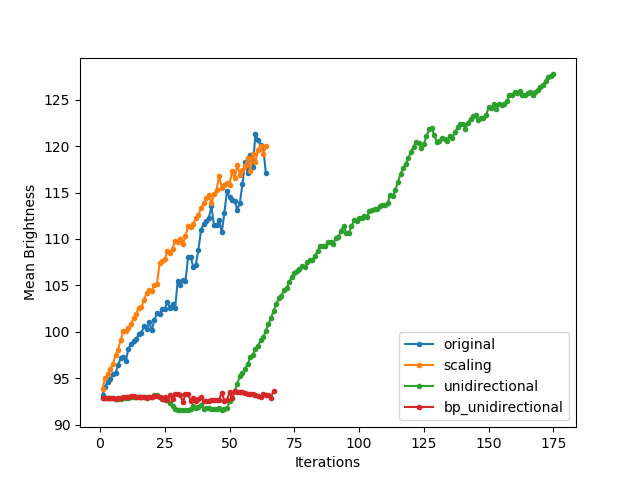 125
120
115
110
105
100
95
90
Mean Brightness
0 25 50 75 100 125 150 175
Iterations
original
scaling
unidirectional
bp_unidirectional